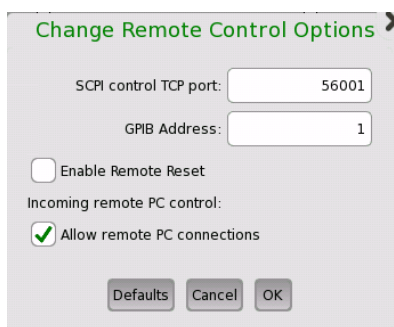 Change Remote Control Options
SCPI control TCP port: 56001
GPIB Address: 1
Enable Remote Reset
Incoming remote PC control:
Allow remote PC connections
Defaults Cancel OK